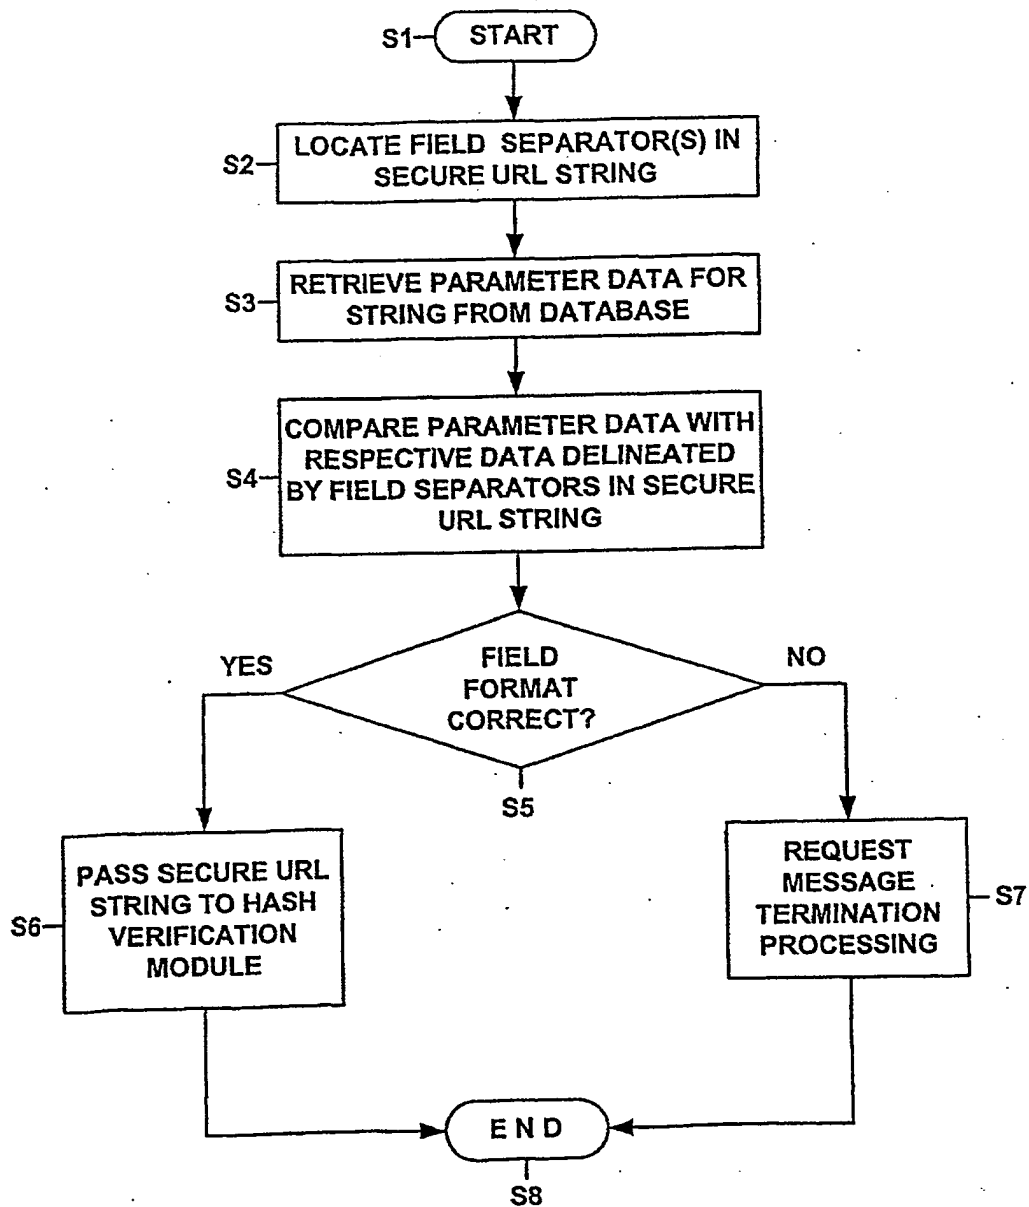 S1
START
LOCATE FIELD SEPARATOR(S) IN
SECURE URL STRING
S2
RETRIEVE PARAMETER DATA FOR
STRING FROM DATABASE
S3
COMPARE PARAMETER DATA WITH
RESPECTIVE DATA DELINEATED
BY FIELD SEPARATORS IN SECURE
URL STRING
S4
YES
FIELD
FORMAT
CORRECT?
NO
S5
PASS SECURE URL
STRING TO HASH
VERIFICATION
MODULE
S6
REQUEST
MESSAGE
TERMINATION
PROCESSING
S7
END
S8